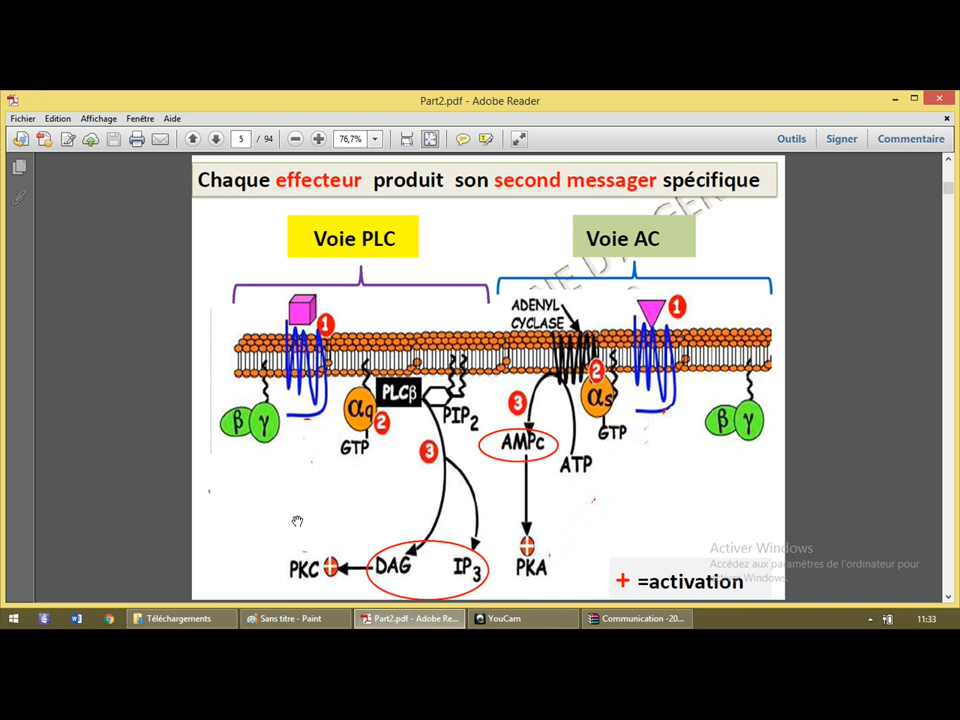 Part2.pdf - Adobe Reader
Fichier Edition Affichage Fenêtre Aide
5 / 94 76,7% Outils Signer Commentaire
Chaque effecteur produit son second messager spécifique
Voie PLC
Voie AC
ADENYL
CYCLASE
1
1
2
PLCβ
αq
2
PIP2
GTP
β γ
3
3
αs
GTP
β γ
AMPc
ATP
PKC + DAG IP3
+
PKA
+ =activation
Activer Windows
Accédez aux paramètres de l'ordinateur pour
activer Windows.
Téléchargements
Sans titre - Paint
Part2.pdf - Adobe Re...
YouCam
Communication -20...
11:33